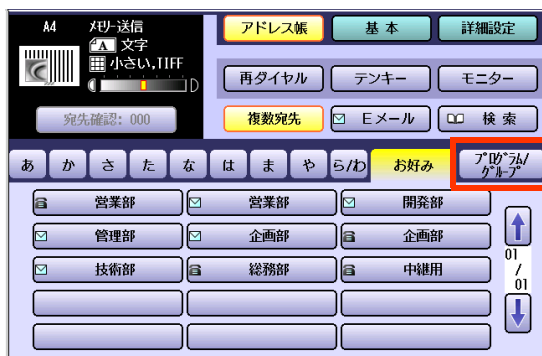 A4 ﾒﾓﾘｰ送信
A 文字
小さい,TIFF
D
宛先確認: 000
アドレス帳 基本 詳細設定
再ダイヤル テンキー モニター
複数宛先 Eメール 検索
あ か さ た な は ま や ら/わ お好み ﾌﾟﾛｸﾞﾗﾑ/
ｸﾞﾙｰﾌﾟ
営業部 営業部 開発部
管理部 企画部 企画部
技術部 総務部 中継用
01
/
01